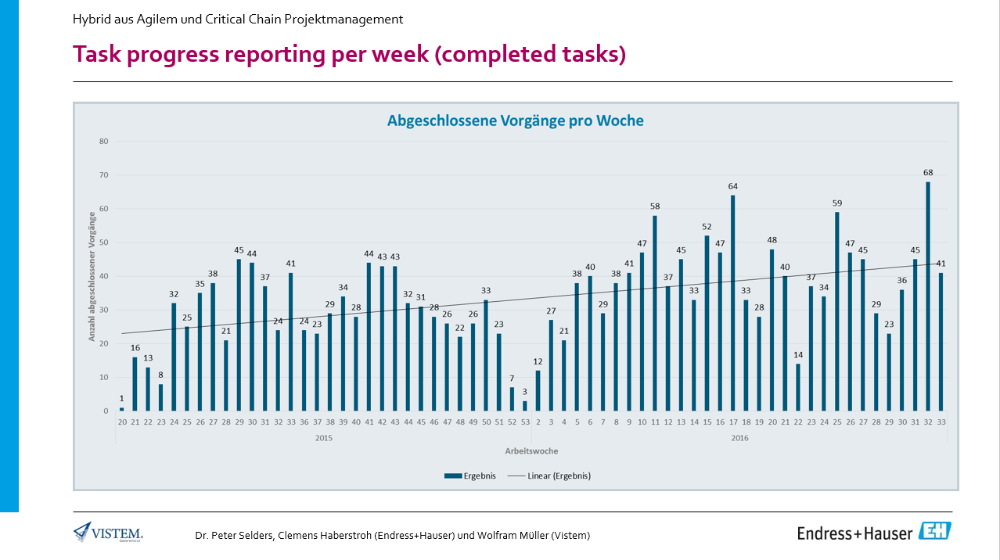 Hybrid aus Agilem und Critical Chain Projektmanagement
Task progress reporting per week (completed tasks)
Abgeschlossene Vorgänge pro Woche
Anzahl abgeschlossener Vorgänge
80
70
60
50
40
30
20
10
0
1 16 13 8 32 25 35 38 21 45 44 37 24 41 24 23 29 34 28 44 43 43 32 31 28 26 22 26 33 23 7 3 12 27 21 38 40 29 38 41 47 58 37 45 33 52 47 64 33 28 48 40 14 37 34 59 47 45 29 23 36 45 68 41
20 21 22 23 24 25 26 27 28 29 30 31 32 33 36 37 38 39 40 41 42 43 44 45 46 47 48 49 50 51 52 53 2 3 4 5 6 7 8 9 10 11 12 13 14 15 16 17 18 19 20 21 22 23 24 25 26 27 28 29 30 31 32 33
2015 2016
Arbeitswoche
Ergebnis Linear (Ergebnis)
VISTEM.
Dr. Peter Selders, Clemens Haberstroh (Endress+Hauser) und Wolfram Müller (Vistem)
Endress+Hauser EH